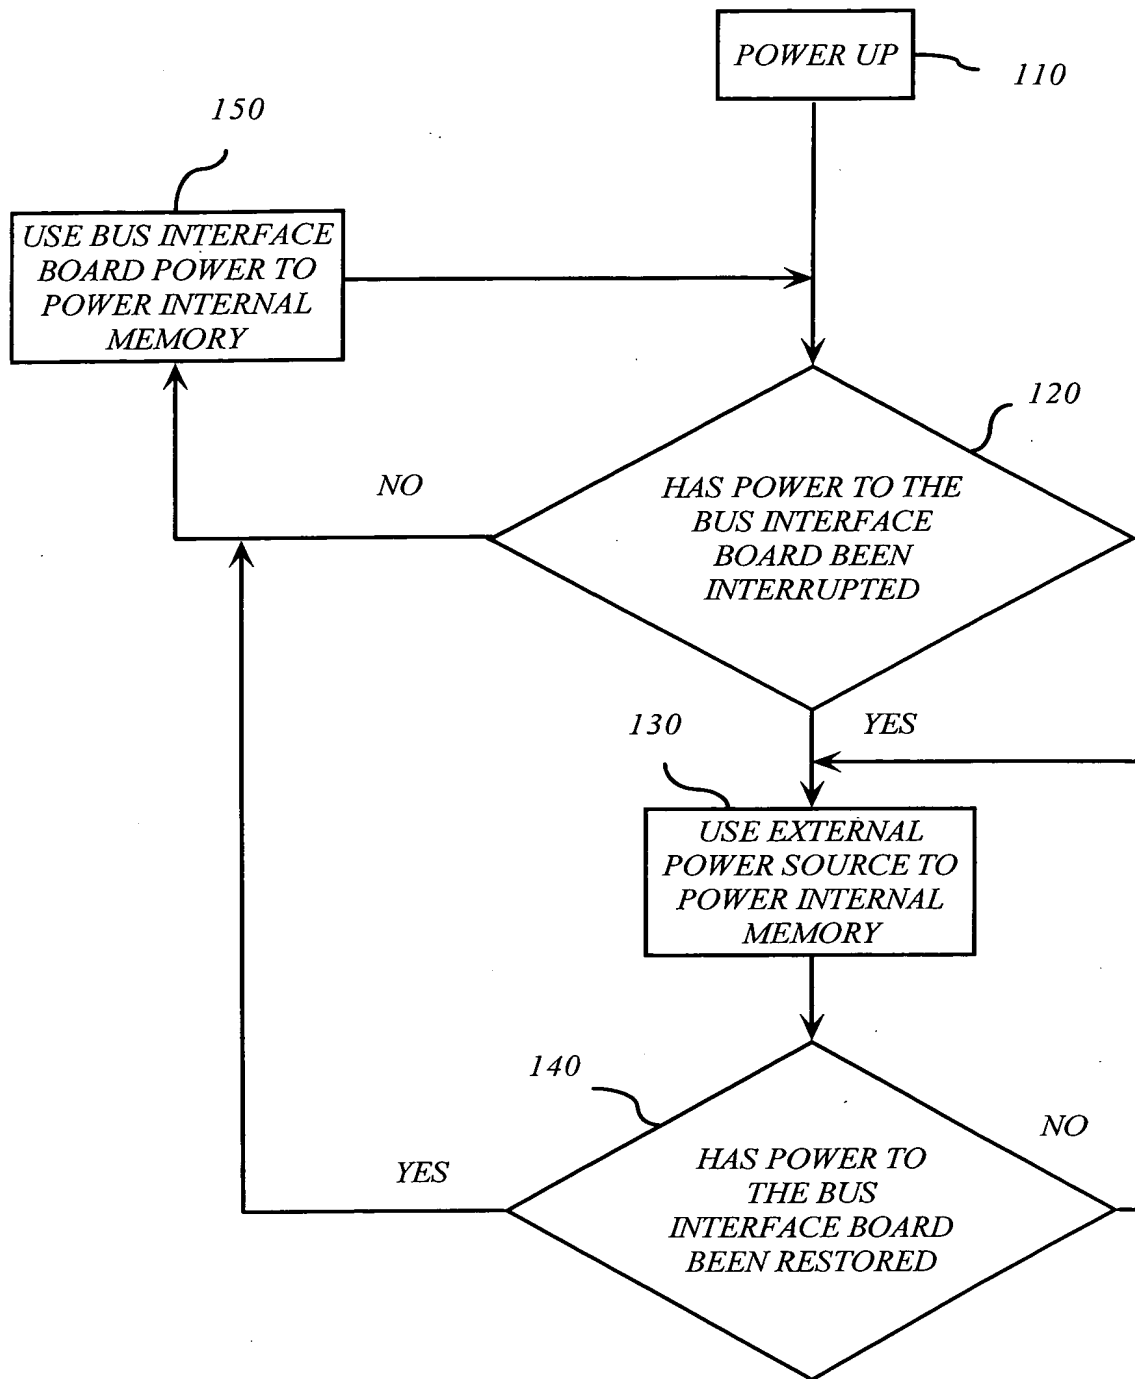 POWER UP
110
150
USE BUS INTERFACE
BOARD POWER TO
POWER INTERNAL
MEMORY
120
NO
HAS POWER TO THE
BUS INTERFACE
BOARD BEEN
INTERRUPTED
130
YES
USE EXTERNAL
POWER SOURCE TO
POWER INTERNAL
MEMORY
140
NO
YES
HAS POWER TO
THE BUS
INTERFACE BOARD
BEEN RESTORED